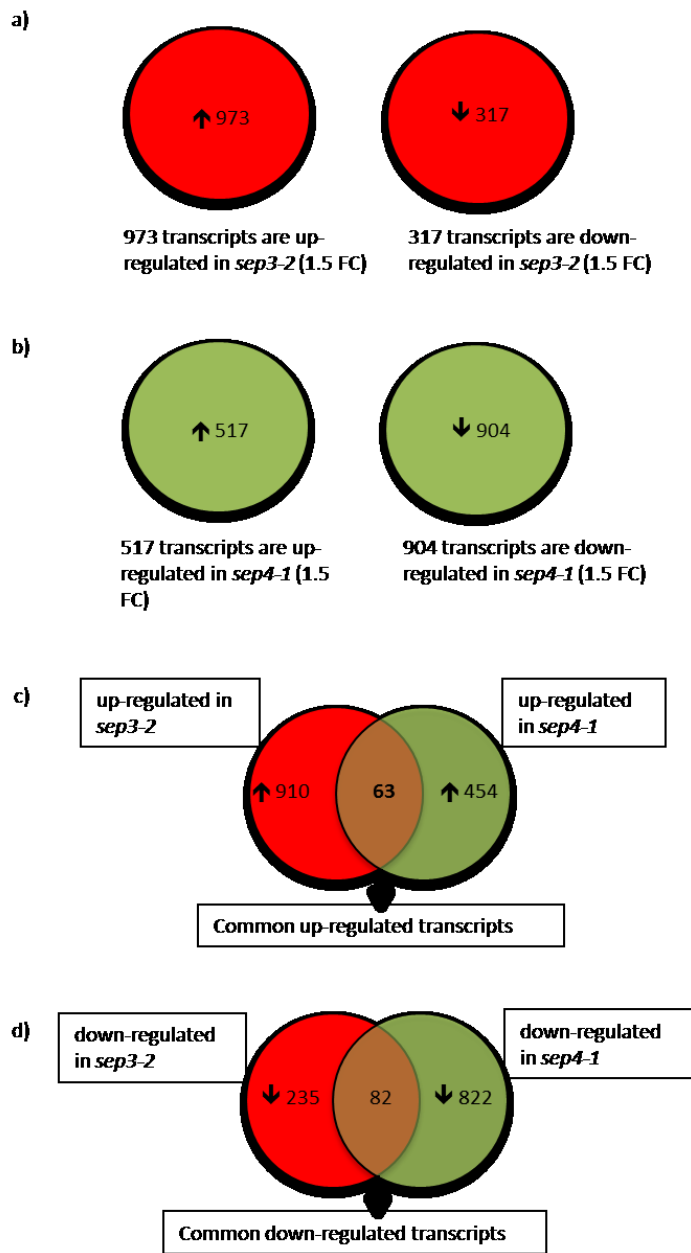 a)
↑ 973
↓ 317
973 transcripts are up-
regulated in sep3-2 (1.5 FC)
317 transcripts are down-
regulated in sep3-2 (1.5 FC)
b)
↑ 517
↓ 904
517 transcripts are up-
regulated in sep4-1 (1.5
FC)
904 transcripts are down-
regulated in sep4-1 (1.5 FC)
c)
up-regulated in
sep3-2
up-regulated
in sep4-1
↑ 910
63
↑ 454
Common up-regulated transcripts
d)
down-regulated
in sep3-2
down-regulated
in sep4-1
↓ 235
82
↓ 822
Common down-regulated transcripts